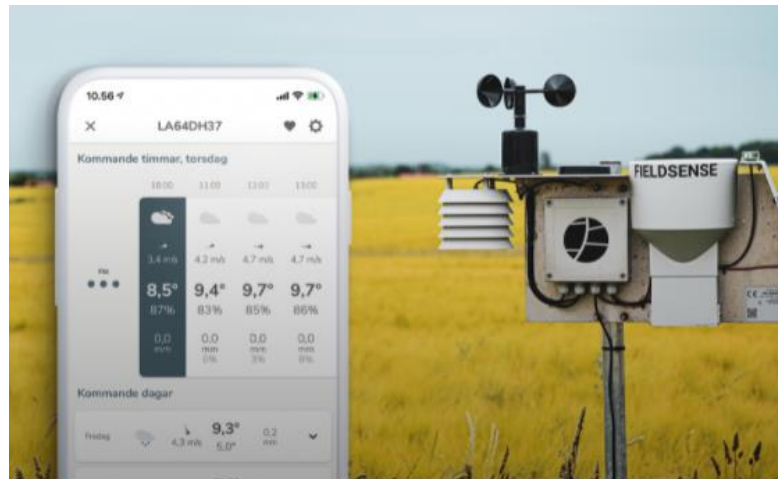 10.56
LA64DH37
Kommande timmar, torsdag
10:00 11:00 12:00 13:00
3,4 m/s 4,2 m/s 4,7 m/s 4,7 m/s
8,5° 9,4° 9,7° 9,7°
87% 83% 85% 86%
0,0 0,0 0,0 0,0
mm mm mm mm
0% 3% 8%
Kommande dagar
Fredag 4,3 m/s 9,3° 5,0° 0,2 mm
FIELDSENSE
CE